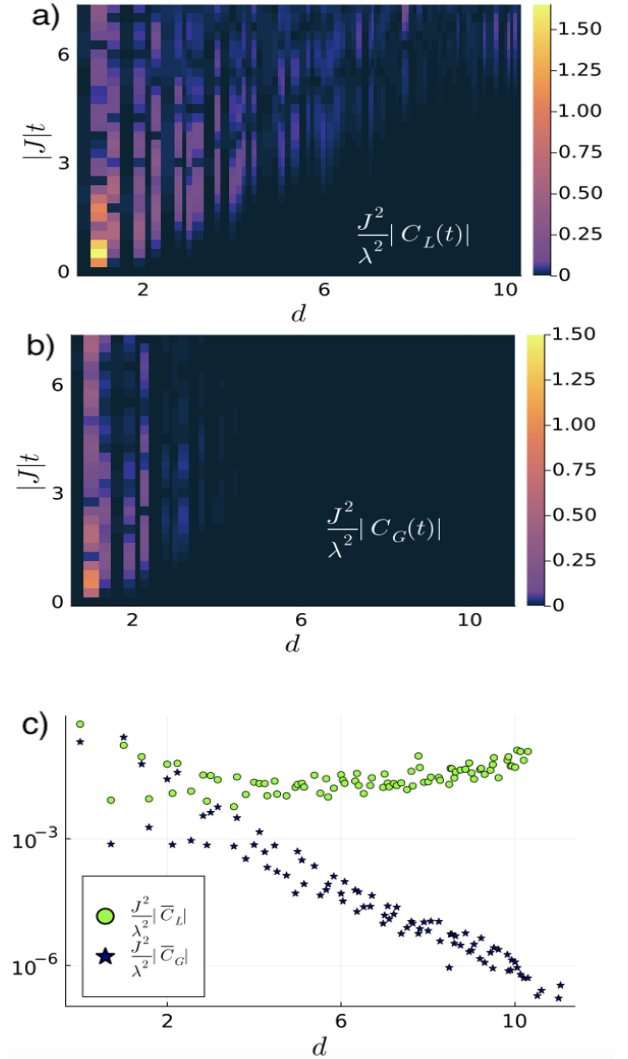 a)
6
3
0
|J|t
2 6 10
d
J²/λ² | C_L(t)|
1.50
1.25
1.00
0.75
0.50
0.25
0
b)
6
3
0
|J|t
2 6 10
d
J²/λ² | C_G(t)|
1.50
1.25
1.00
0.75
0.50
0.25
0
c)
10⁻³
10⁻⁶
J²/λ² |C̅_L|
J²/λ² |C̅_G|
2 6 10
d